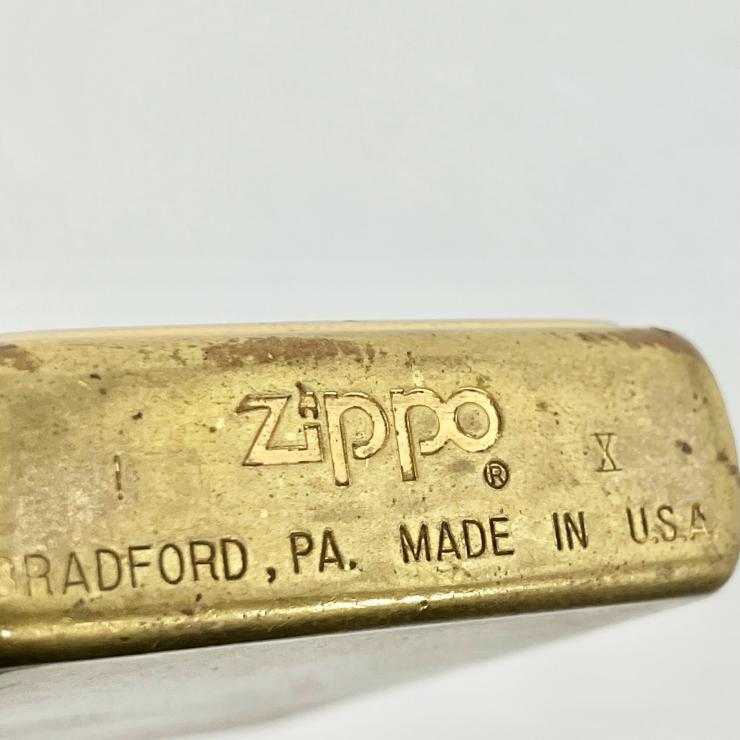 Zippo ®
I X
BRADFORD, PA. MADE IN U.S.A.